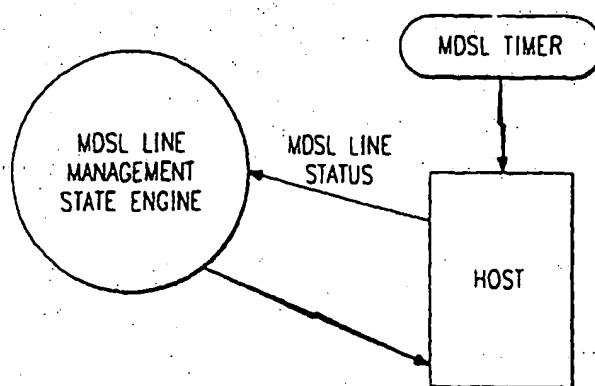 MDSL TIMER
MDSL LINE
MANAGEMENT
STATE ENGINE
MDSL LINE
STATUS
HOST